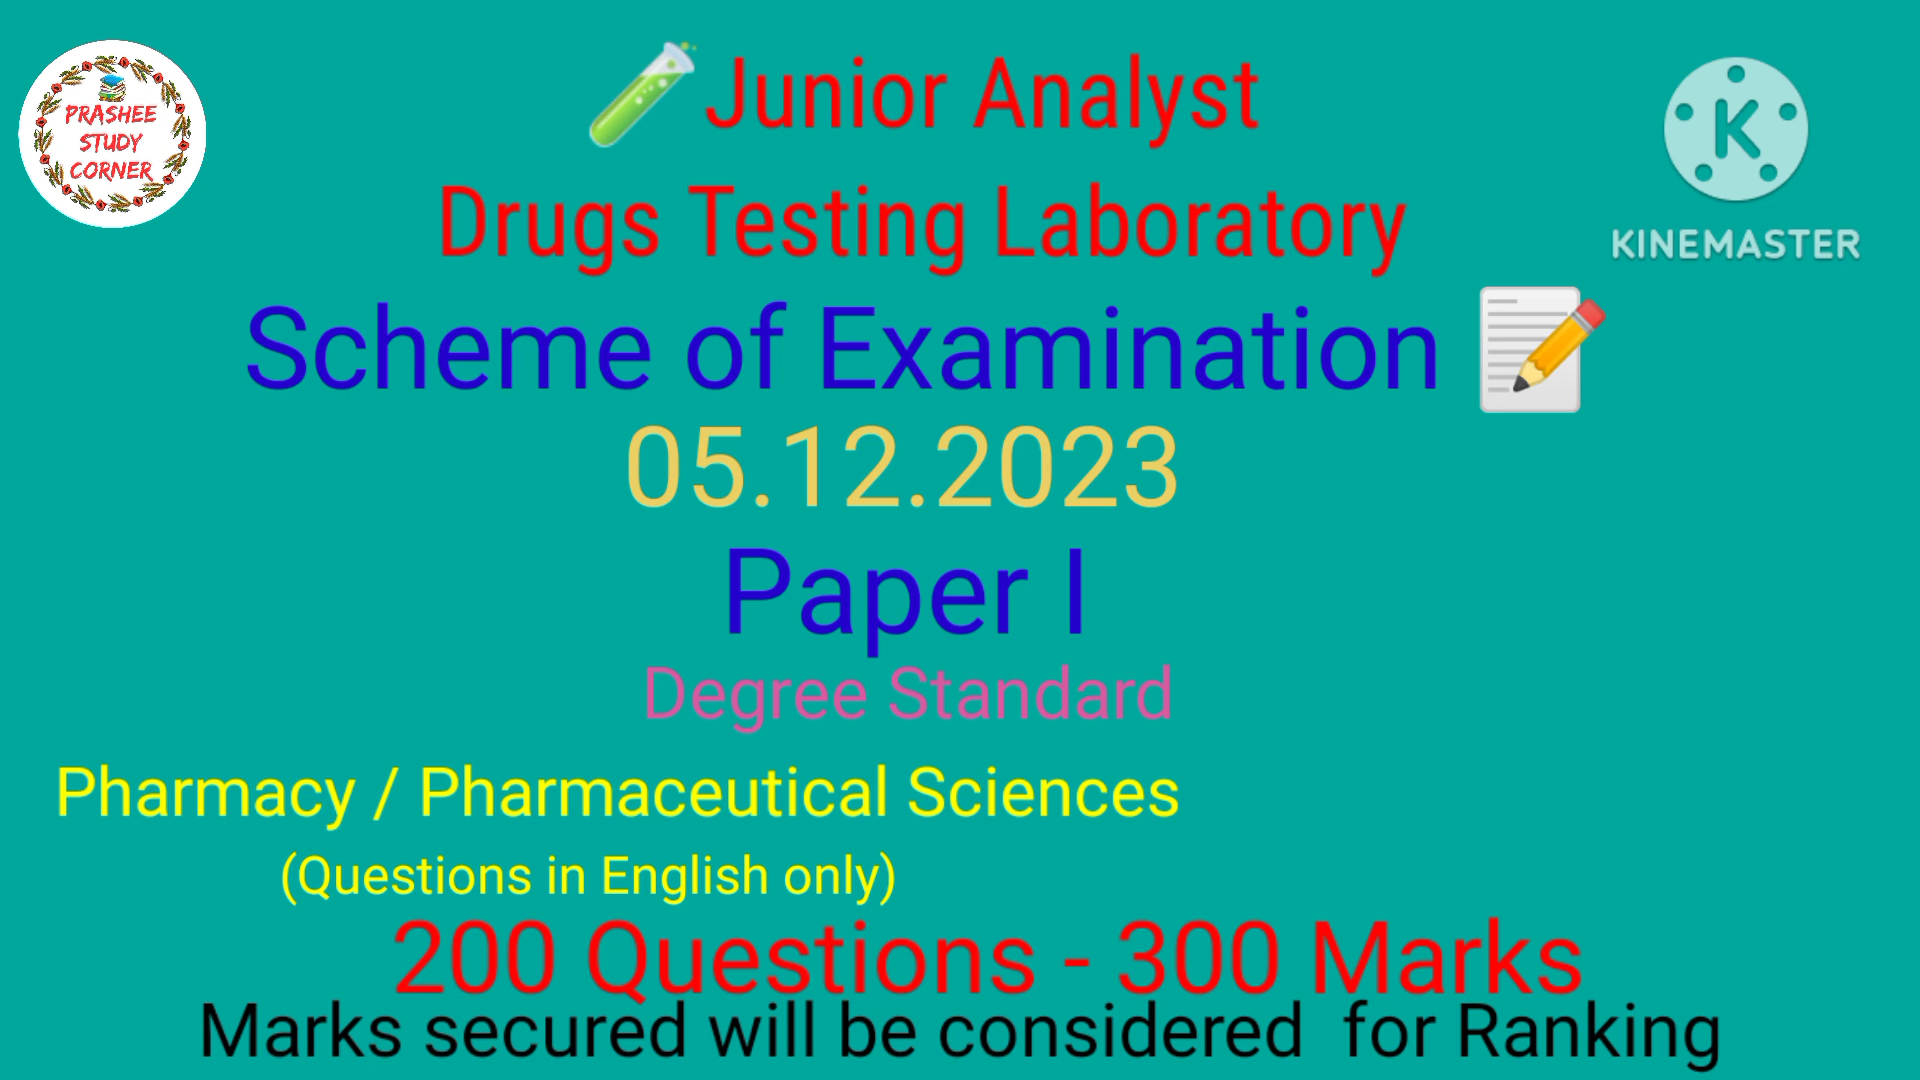 PRASHEE
STUDY
CORNER
Junior Analyst
Drugs Testing Laboratory
KINEMASTER
Scheme of Examination
05.12.2023
Paper I
Degree Standard
Pharmacy / Pharmaceutical Sciences
(Questions in English only)
200 Questions - 300 Marks
Marks secured will be considered for Ranking